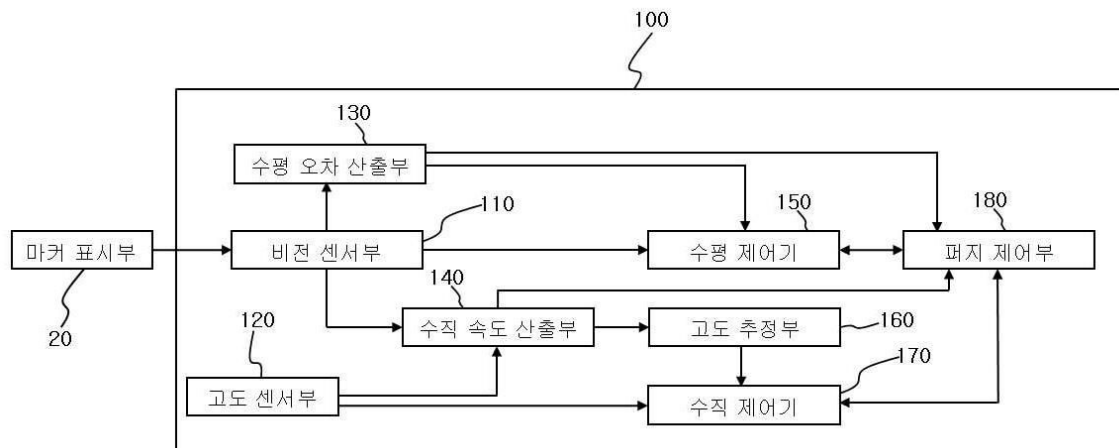 100
130
수평 오차 산출부
110
150
180
마커 표시부
비전 센서부
수평 제어기
퍼지 제어부
20
140
120
수직 속도 산출부
고도 추정부
160
170
고도 센서부
수직 제어기